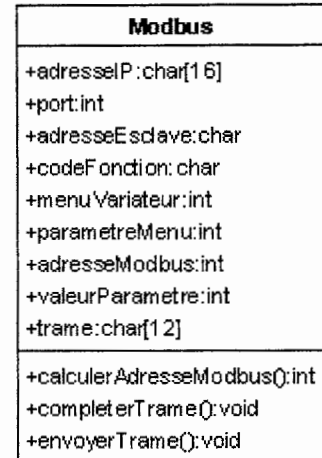 Modbus
+adresseIP:char[16]
+port:int
+adresseEsclave:char
+codeFonction:char
+menuVariateur:int
+parametreMenu:int
+adresseModbus:int
+valeurParametre:int
+trame:char[12]
+calculerAdresseModbus():int
+completerTrame():void
+envoyerTrame():void